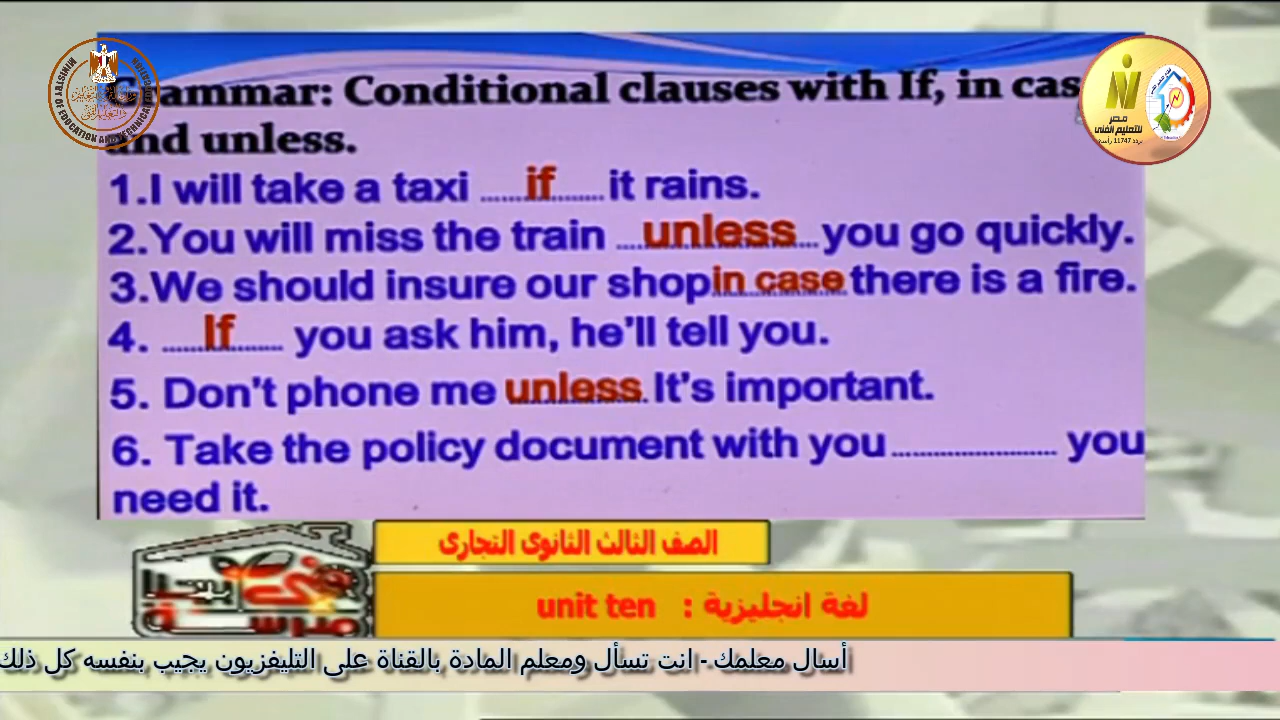 ammar: Conditional clauses with If, in cas
and unless.
1.I will take a taxi ........if........ it rains.
2.You will miss the train ...unless... you go quickly.
3.We should insure our shop in case there is a fire.
4. ......If...... you ask him, he'll tell you.
5. Don't phone me unless. It's important.
6. Take the policy document with you........................ you
need it.
مصر
للتعليم الفنى
الصف الثالث الثانوى التجارى
لغة انجليزية : unit ten
أسال معلمك - انت تسأل ومعلم المادة بالقناة على التليفزيون يجيب بنفسه كل ذلك